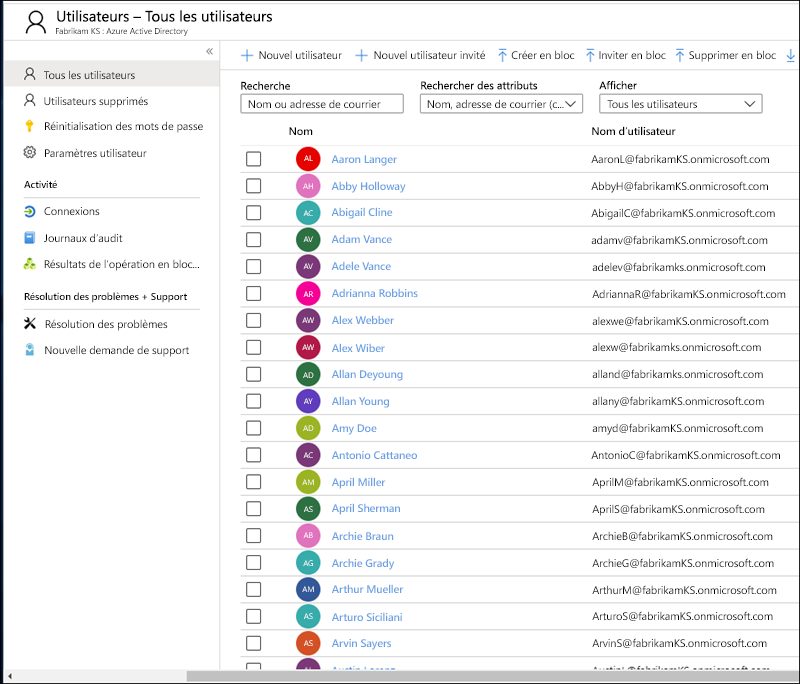 Utilisateurs – Tous les utilisateurs
Fabrikam KS : Azure Active Directory
«
Tous les utilisateurs
Utilisateurs supprimés
Réinitialisation des mots de passe
Paramètres utilisateur
Activité
Connexions
Journaux d'audit
Résultats de l'opération en bloc...
Résolution des problèmes + Support
Résolution des problèmes
Nouvelle demande de support
Nouvel utilisateur Nouvel utilisateur invité Créer en bloc Inviter en bloc Supprimer en bloc
Recherche Rechercher des attributs Afficher
Nom ou adresse de courrier Nom, adresse de courrier (c... Tous les utilisateurs
Nom Nom d'utilisateur
AL Aaron Langer AaronL@fabrikamKS.onmicrosoft.com
AH Abby Holloway AbbyH@fabrikamKS.onmicrosoft.com
AC Abigail Cline AbigailC@fabrikamKS.onmicrosoft.com
AV Adam Vance adamv@fabrikamKS.onmicrosoft.com
AV Adele Vance adelev@fabrikamks.onmicrosoft.com
AR Adrianna Robbins AdriannaR@fabrikamKS.onmicrosoft.com
AW Alex Webber alexwe@fabrikamKS.onmicrosoft.com
AW Alex Wiber alexw@fabrikamks.onmicrosoft.com
AD Allan Deyoung alland@fabrikamks.onmicrosoft.com
AY Allan Young allany@fabrikamKS.onmicrosoft.com
AD Amy Doe amyd@fabrikamKS.onmicrosoft.com
AC Antonio Cattaneo AntonioC@fabrikamKS.onmicrosoft.com
AM April Miller AprilM@fabrikamKS.onmicrosoft.com
AS April Sherman AprilS@fabrikamKS.onmicrosoft.com
AB Archie Braun ArchieB@fabrikamKS.onmicrosoft.com
AG Archie Grady ArchieG@fabrikamKS.onmicrosoft.com
AM Arthur Mueller ArthurM@fabrikamKS.onmicrosoft.com
AS Arturo Siciliani ArturoS@fabrikamKS.onmicrosoft.com
AS Arvin Sayers ArvinS@fabrikamKS.onmicrosoft.com